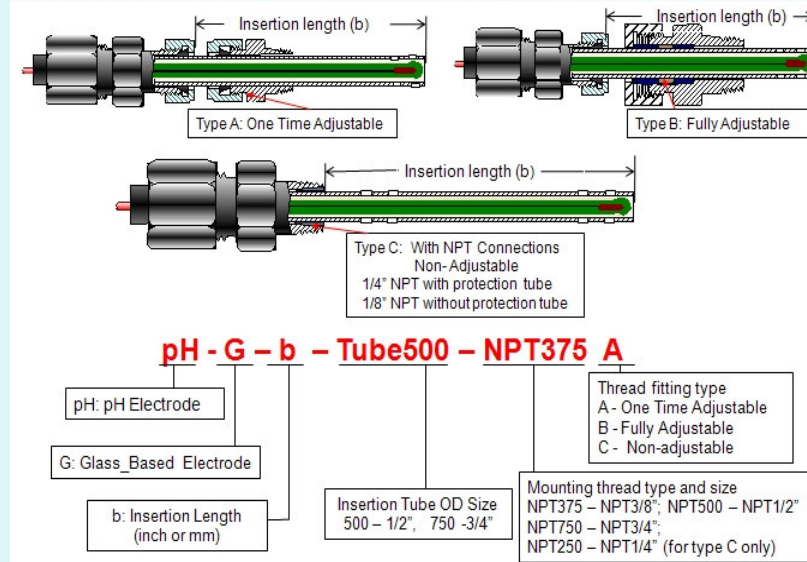 Insertion length (b)
Insertion length (b)
Type A: One Time Adjustable
Type B: Fully Adjustable
Insertion length (b)
Type C: With NPT Connections
Non- Adjustable
1/4” NPT with protection tube
1/8” NPT without protection tube
pH - G – b – Tube500 – NPT375 A
pH: pH Electrode
Thread fitting type
A - One Time Adjustable
B - Fully Adjustable
C - Non-adjustable
G: Glass_Based Electrode
b: Insertion Length
(inch or mm)
Insertion Tube OD Size
500 – 1/2”, 750 -3/4”
Mounting thread type and size
NPT375 – NPT3/8”; NPT500 – NPT1/2”
NPT750 – NPT3/4”;
NPT250 – NPT1/4” (for type C only)